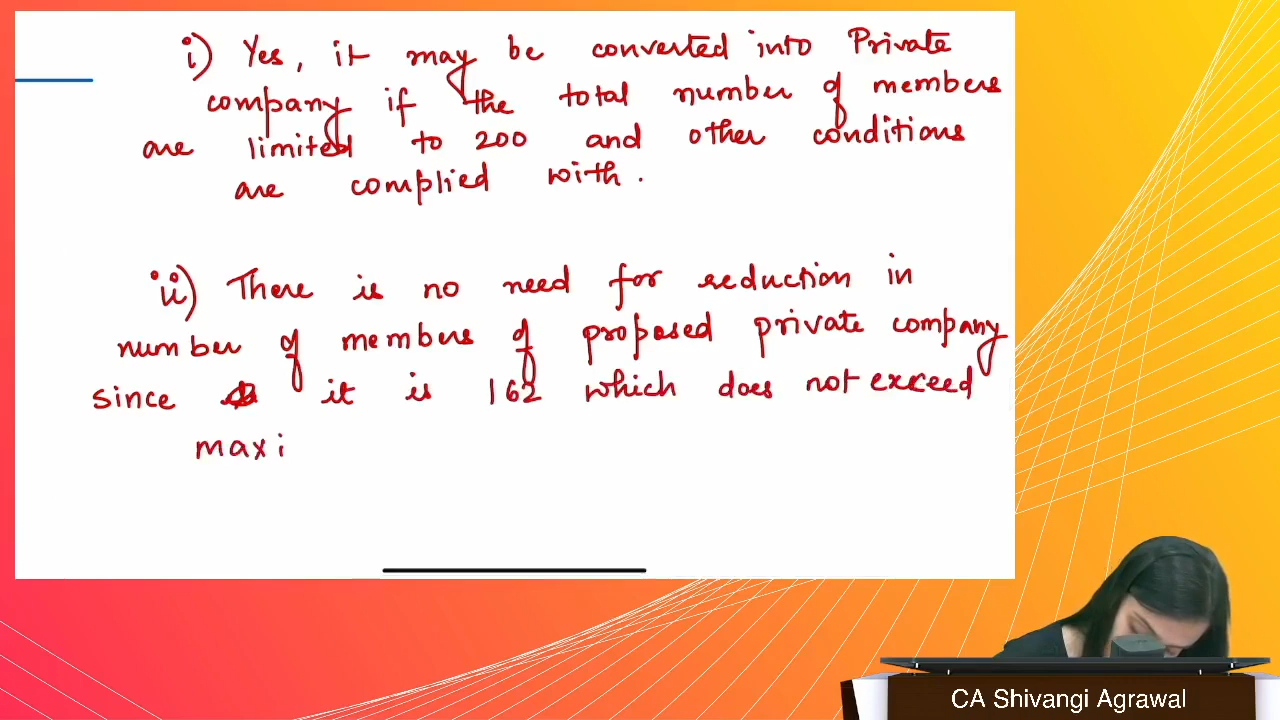 i) Yes, it may be converted into Private
company if the total number of members
are limited to 200 and other conditions
are complied with.
ii) There is no need for reduction in
number of members of proposed private company
since it is 162 which does not exceed
maxi
CA Shivangi Agrawal